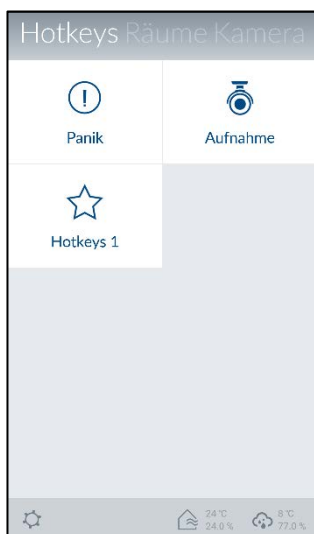 Hotkeys Räume Kamera
Panik
Aufnahme
Hotkeys 1
24 °C
24.0 %
8 °C
77.0 %